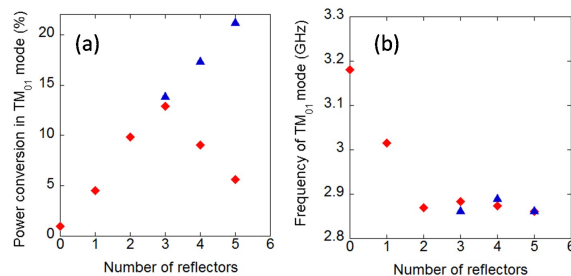 (a)
Power conversion in TM01 mode (%)
20
15
10
5
0
0 1 2 3 4 5 6
Number of reflectors
(b)
Frequency of TM01 mode (GHz)
3.3
3.2
3.1
3
2.9
2.8
0 1 2 3 4 5 6
Number of reflectors